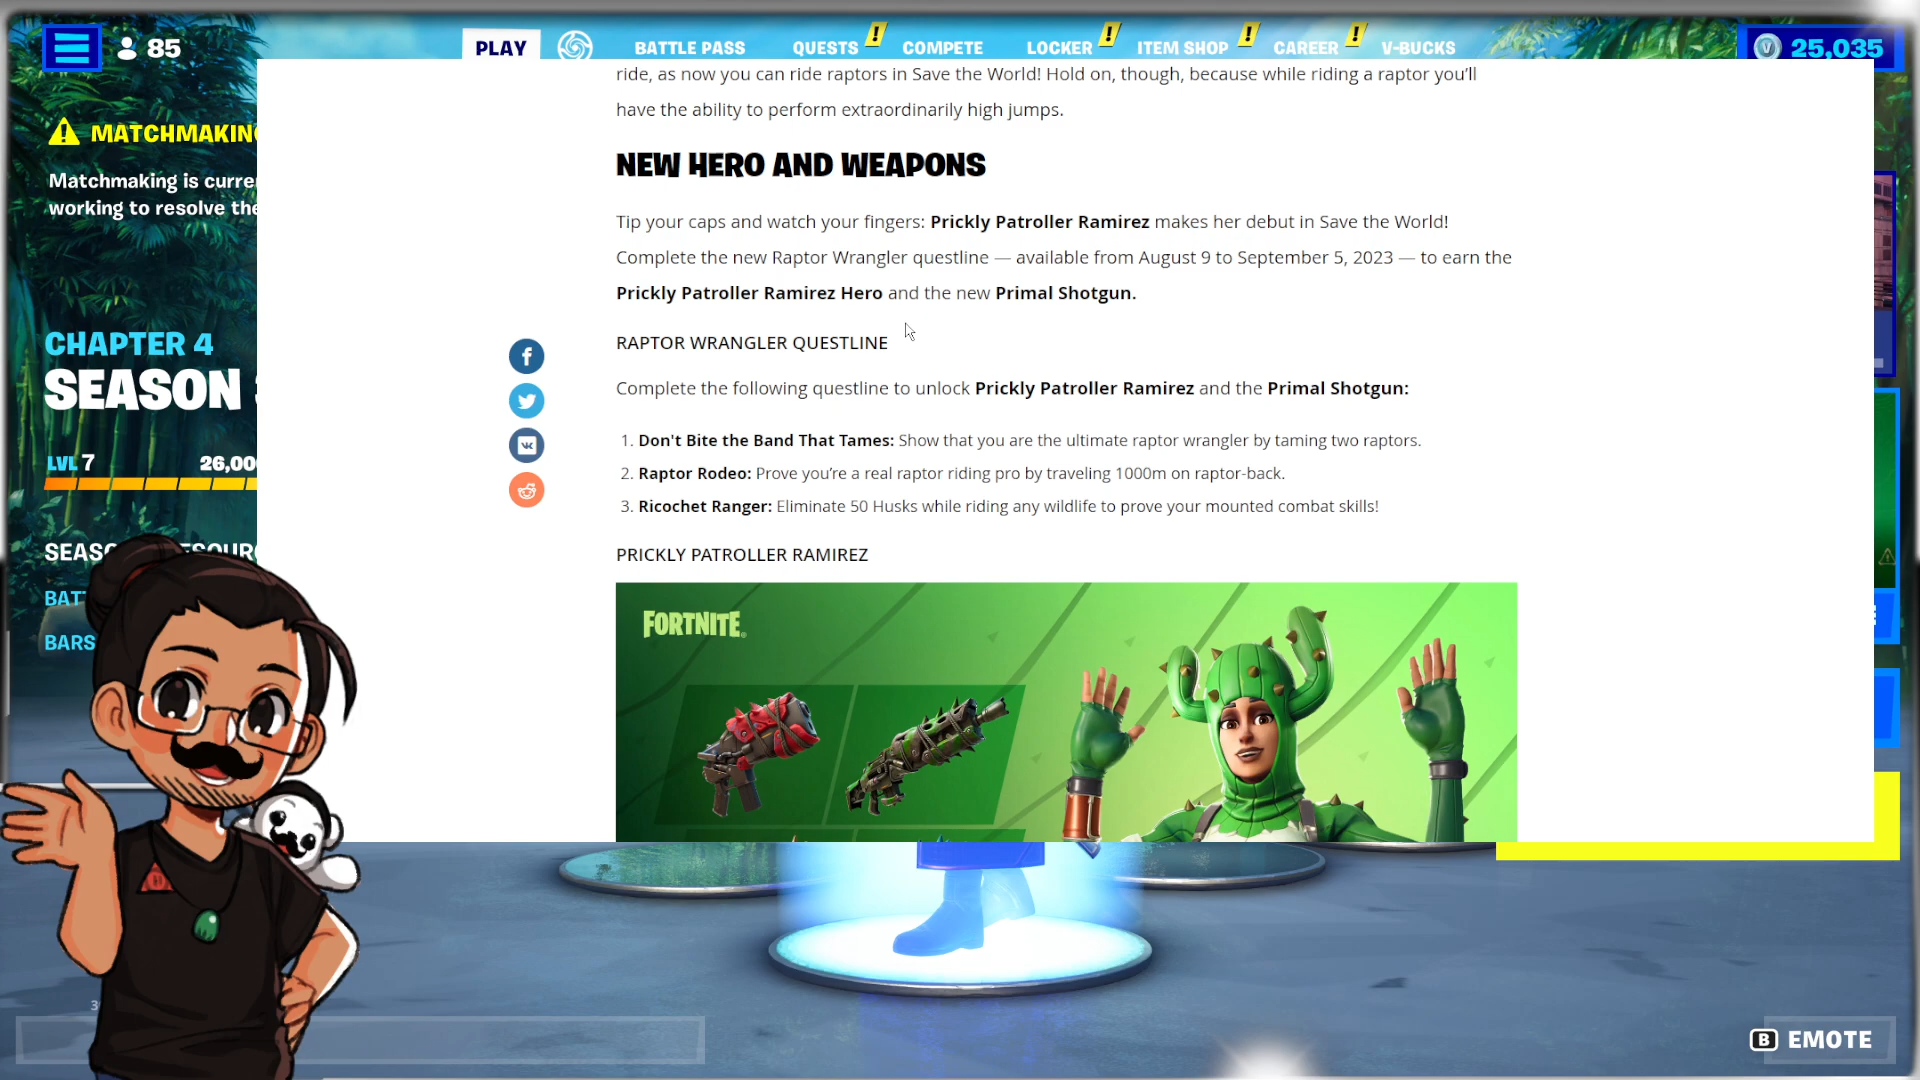 85
PLAY
BATTLE PASS
QUESTS
COMPETE
LOCKER
ITEM SHOP
CAREER
V-BUCKS
25,035
MATCHMAKING
Matchmaking is
working to resolve
CHAPTER 4
SEASON
LVL 7
26,00
BARS
ride, as now you can ride raptors in Save the World! Hold on, though, because while riding a raptor you'll
have the ability to perform extraordinarily high jumps.
NEW HERO AND WEAPONS
Tip your caps and watch your fingers: Prickly Patroller Ramirez makes her debut in Save the World!
Complete the new Raptor Wrangler questline — available from August 9 to September 5, 2023 — to earn the
Prickly Patroller Ramirez Hero and the new Primal Shotgun.
RAPTOR WRANGLER QUESTLINE
Complete the following questline to unlock Prickly Patroller Ramirez and the Primal Shotgun:
1. Don't Bite the Band That Tames: Show that you are the ultimate raptor wrangler by taming two raptors.
2. Raptor Rodeo: Prove you're a real raptor riding pro by traveling 1000m on raptor-back.
3. Ricochet Ranger: Eliminate 50 Husks while riding any wildlife to prove your mounted combat skills!
PRICKLY PATROLLER RAMIREZ
FORTNITE
B EMOTE